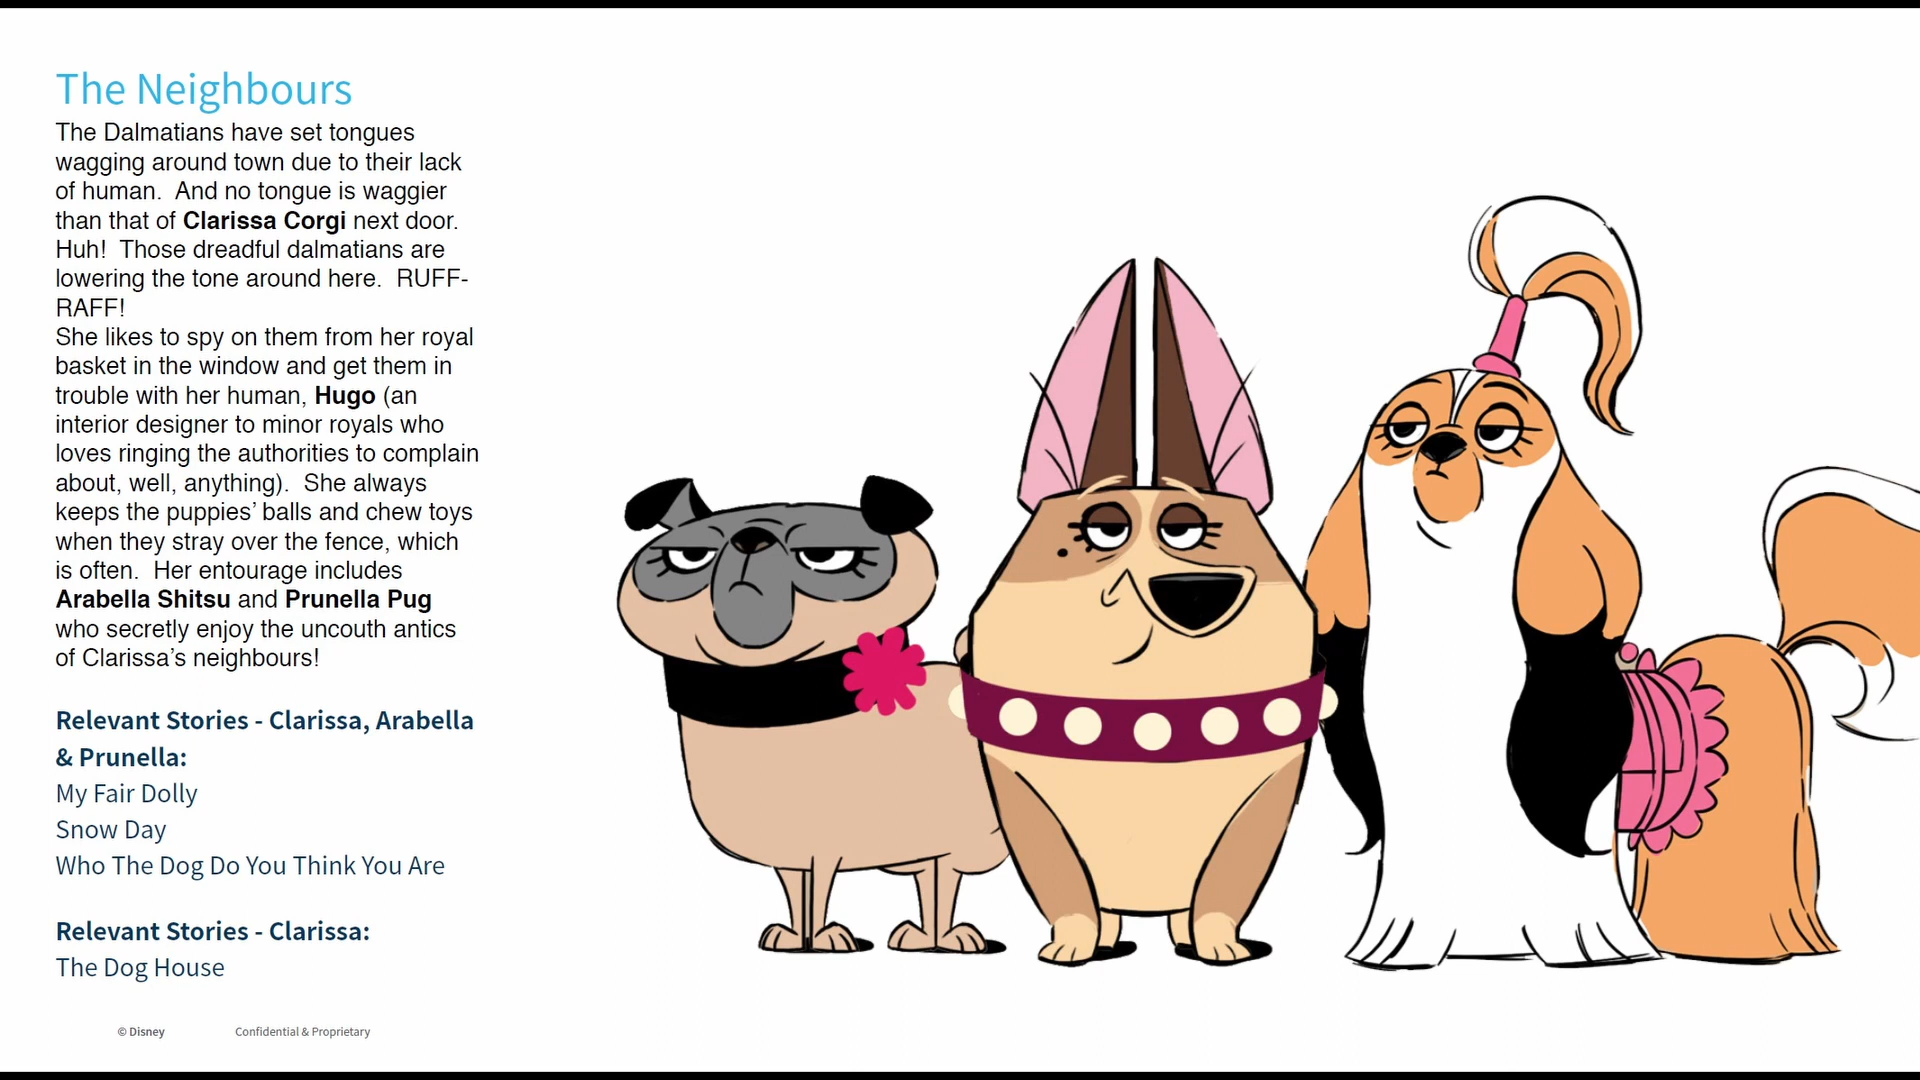 The Neighbours
The Dalmatians have set tongues
wagging around town due to their lack
of human.  And no tongue is waggier
than that of Clarissa Corgi next door.
Huh!  Those dreadful dalmatians are
lowering the tone around here.  RUFF-
RAFF!
She likes to spy on them from her royal
basket in the window and get them in
trouble with her human, Hugo (an
interior designer to minor royals who
loves ringing the authorities to complain
about, well, anything).  She always
keeps the puppies’ balls and chew toys
when they stray over the fence, which
is often.  Her entourage includes
Arabella Shitsu and Prunella Pug
who secretly enjoy the uncouth antics
of Clarissa’s neighbours!
Relevant Stories - Clarissa, Arabella
& Prunella:
My Fair Dolly
Snow Day
Who The Dog Do You Think You Are
Relevant Stories - Clarissa:
The Dog House
© Disney
Confidential & Proprietary